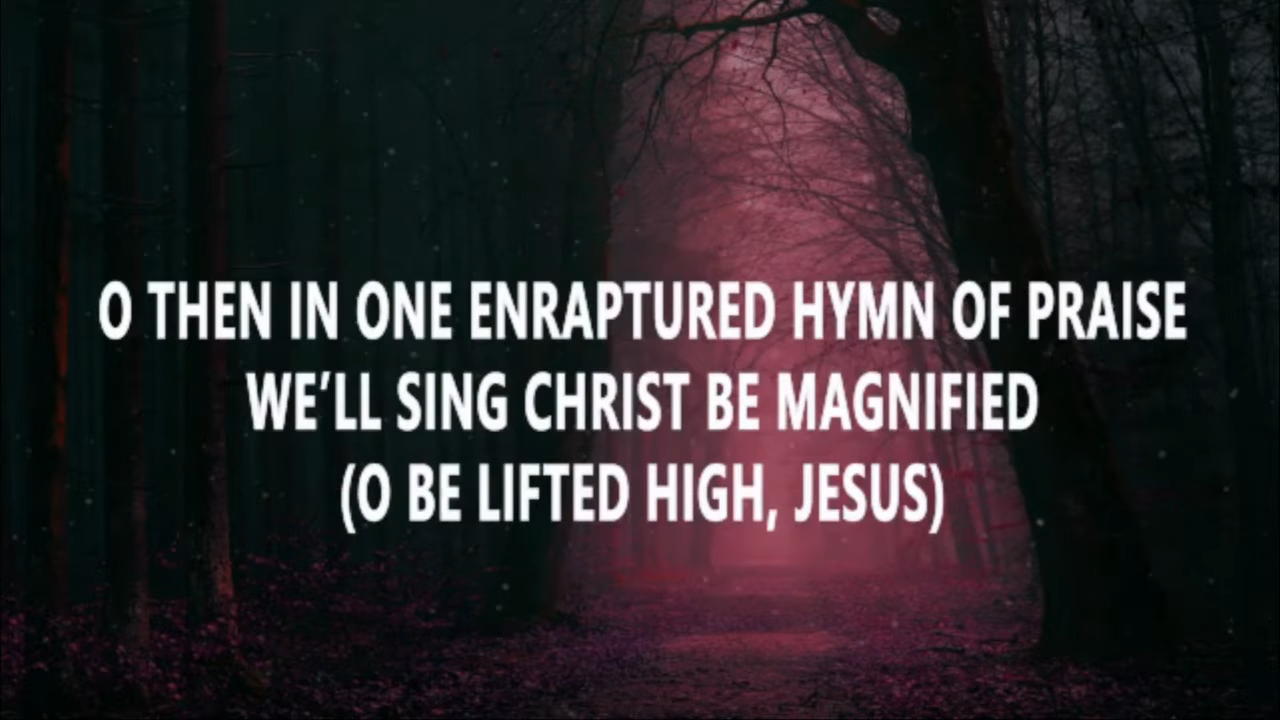 O THEN IN ONE ENRAPTURED HYMN OF PRAISE
WE’LL SING CHRIST BE MAGNIFIED
(O BE LIFTED HIGH, JESUS)